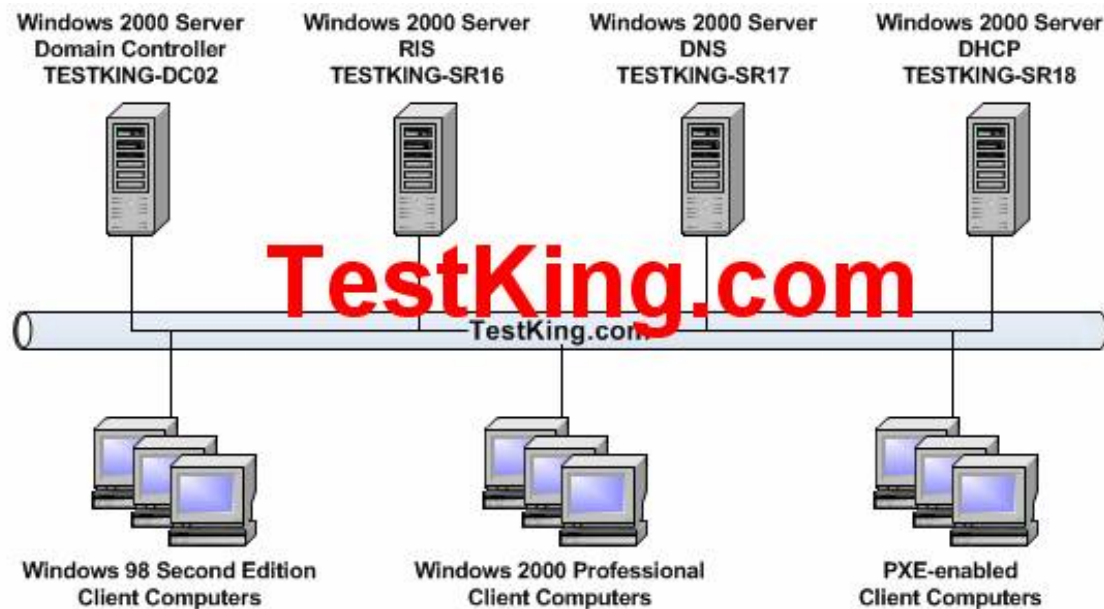 Windows 2000 Server
Domain Controller
TESTKING-DC02
Windows 2000 Server
RIS
TESTKING-SR16
Windows 2000 Server
DNS
TESTKING-SR17
Windows 2000 Server
DHCP
TESTKING-SR18
TestKing.com
TestKing.com
Windows 98 Second Edition
Client Computers
Windows 2000 Professional
Client Computers
PXE-enabled
Client Computers